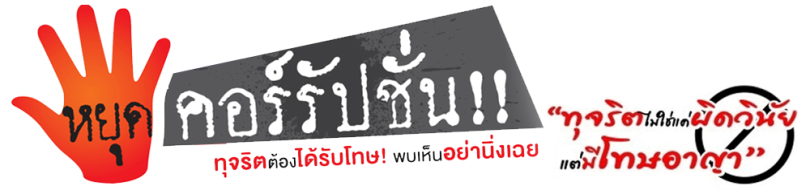 หยุด คอร์รัปชั่น!!
ทุจริตต้องได้รับโทษ! พบเห็นอย่านิ่งเฉย
“ทุจริตไม่ใช่แค่ผิดวินัย
แต่มีโทษอาญา”